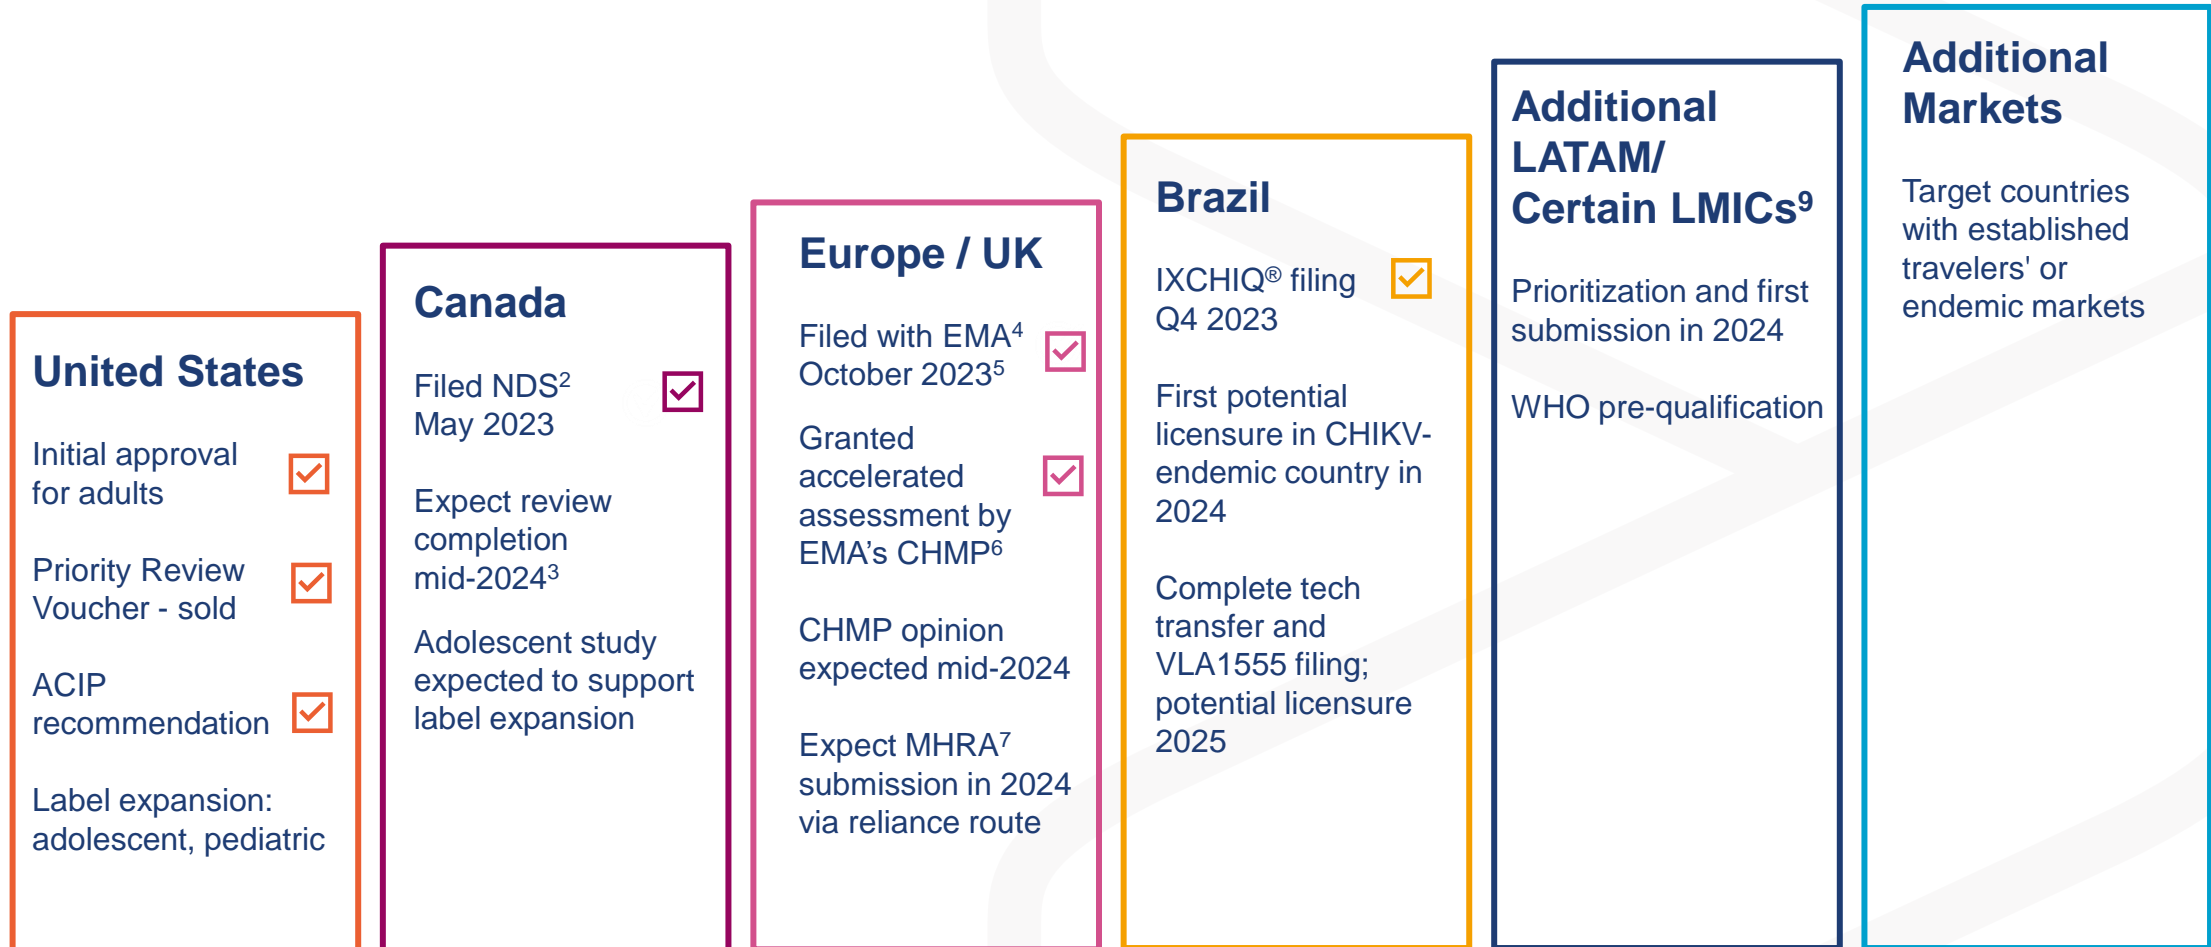 United States
Initial approval
for adults
Priority Review
Voucher - sold
ACIP
recommendation
Label expansion:
adolescent, pediatric
Canada
Filed NDS²
May 2023
Expect review
completion
mid-2024³
Adolescent study
expected to support
label expansion
Europe / UK
Filed with EMA⁴
October 2023⁵
Granted
accelerated
assessment by
EMA’s CHMP⁶
CHMP opinion
expected mid-2024
Expect MHRA⁷
submission in 2024
via reliance route
Brazil
IXCHIQ® filing
Q4 2023
First potential
licensure in CHIKV-
endemic country in
2024
Complete tech
transfer and
VLA1555 filing;
potential licensure
2025
Additional
LATAM/
Certain LMICs⁹
Prioritization and first
submission in 2024
WHO pre-qualification
Additional
Markets
Target countries
with established
travelers' or
endemic markets